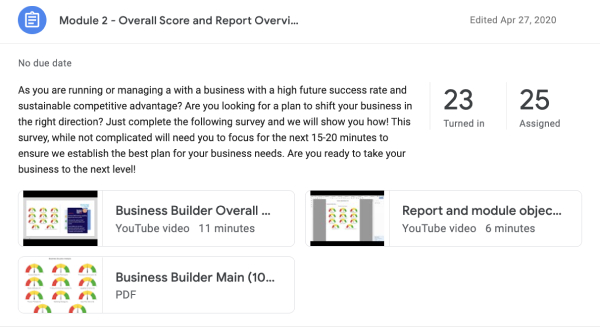 Module 2 - Overall Score and Report Overvi...
Edited Apr 27, 2020
No due date
As you are running or managing a with a business with a high future success rate and
sustainable competitive advantage? Are you looking for a plan to shift your business in
the right direction? Just complete the following survey and we will show you how! This
survey, while not complicated will need you to focus for the next 15-20 minutes to
ensure we establish the best plan for your business needs. Are you ready to take your
business to the next level!
23
Turned in
25
Assigned
Business Builder Overall ...
YouTube video 11 minutes
Report and module objec...
YouTube video 6 minutes
Business Builder Main (10...
PDF